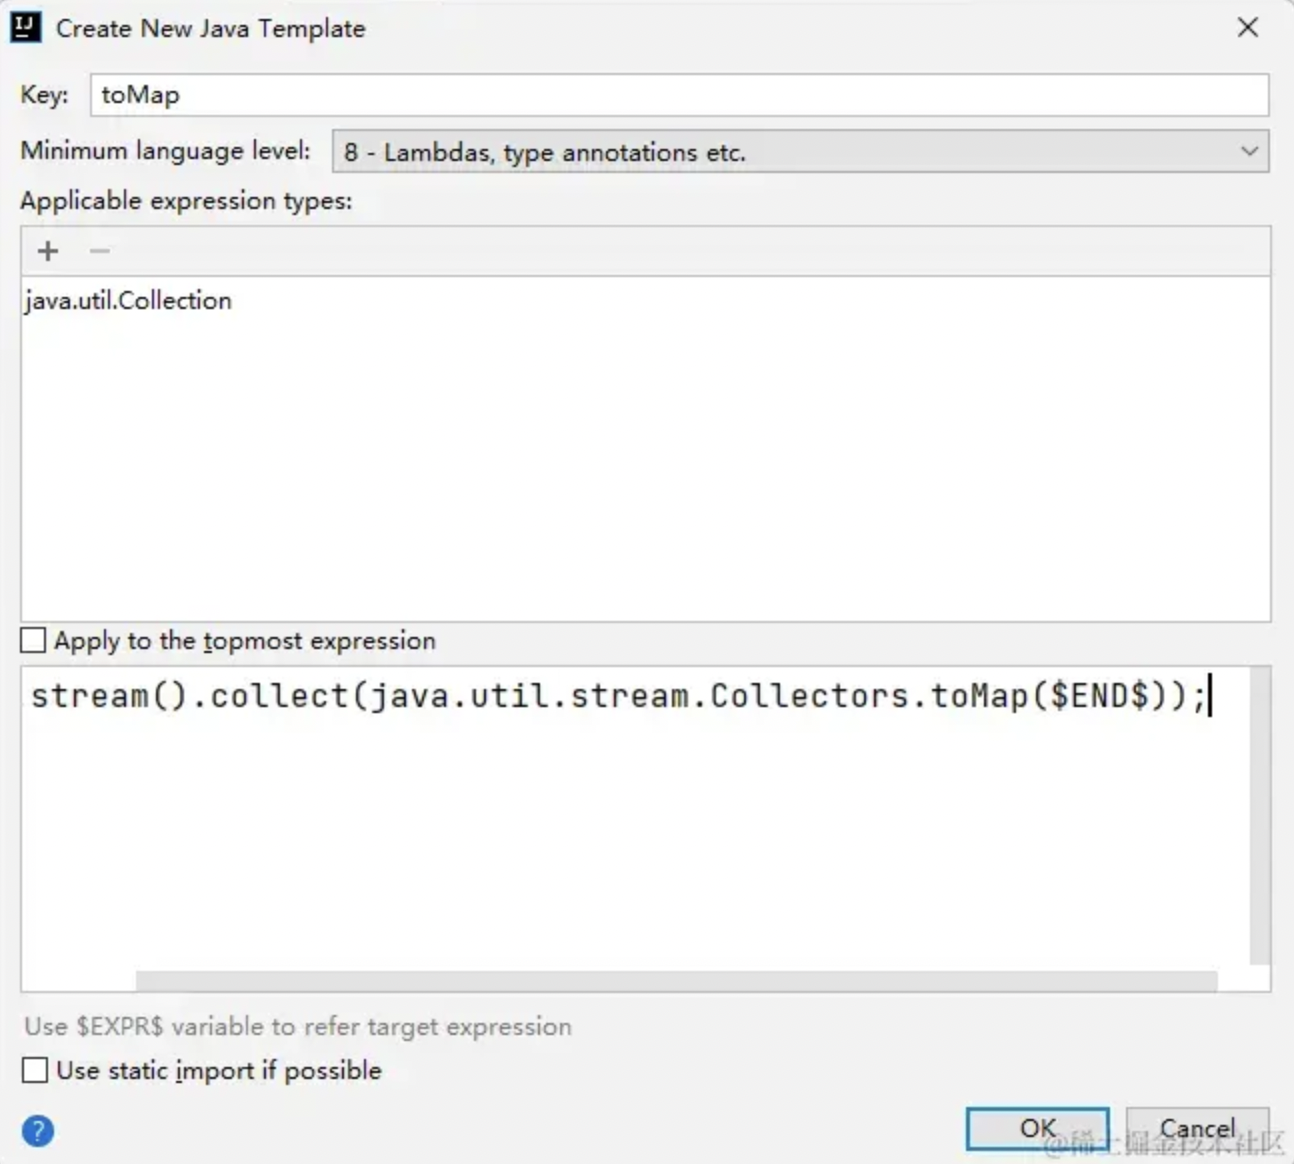 IJ
Create New Java Template
Key: toMap
Minimum language level: 8 - Lambdas, type annotations etc.
Applicable expression types:
java.util.Collection
Apply to the topmost expression
stream().collect(java.util.stream.Collectors.toMap($END$));
Use $EXPR$ variable to refer target expression
Use static import if possible
? OK Cancel
@稀土掘金技术社区